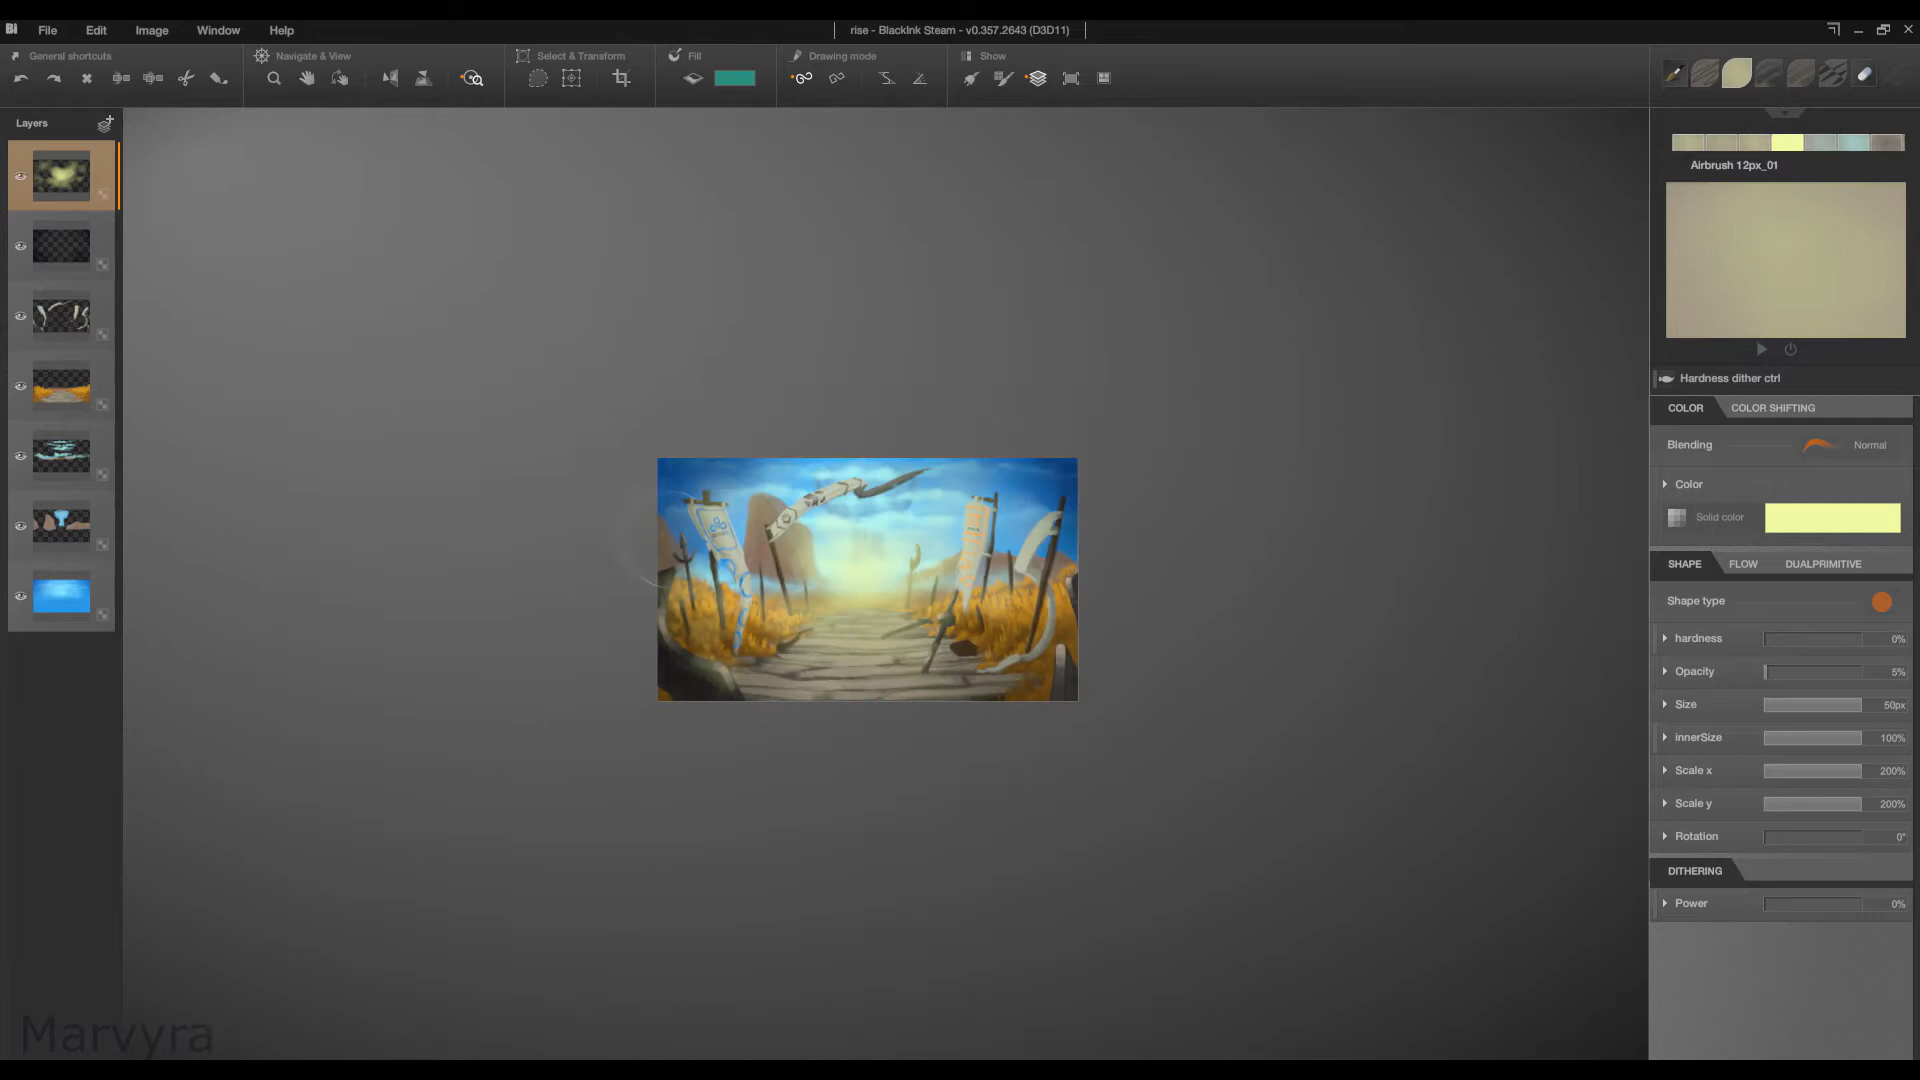 Bi File Edit Image Window Help
rise - BlackInk Steam - v0.357.2643 (D3D11)
General shortcuts
Navigate & View
Select & Transform
Fill
Drawing mode
Show
Layers
Airbrush 12px_01
Hardness dither ctrl
COLOR COLOR SHIFTING
Blending Normal
Color
Solid color
SHAPE FLOW DUALPRIMITIVE
Shape type
hardness 0%
Opacity 5%
Size 50px
innerSize 100%
Scale x 200%
Scale y 200%
Rotation 0°
DITHERING
Power 0%
Marvyra